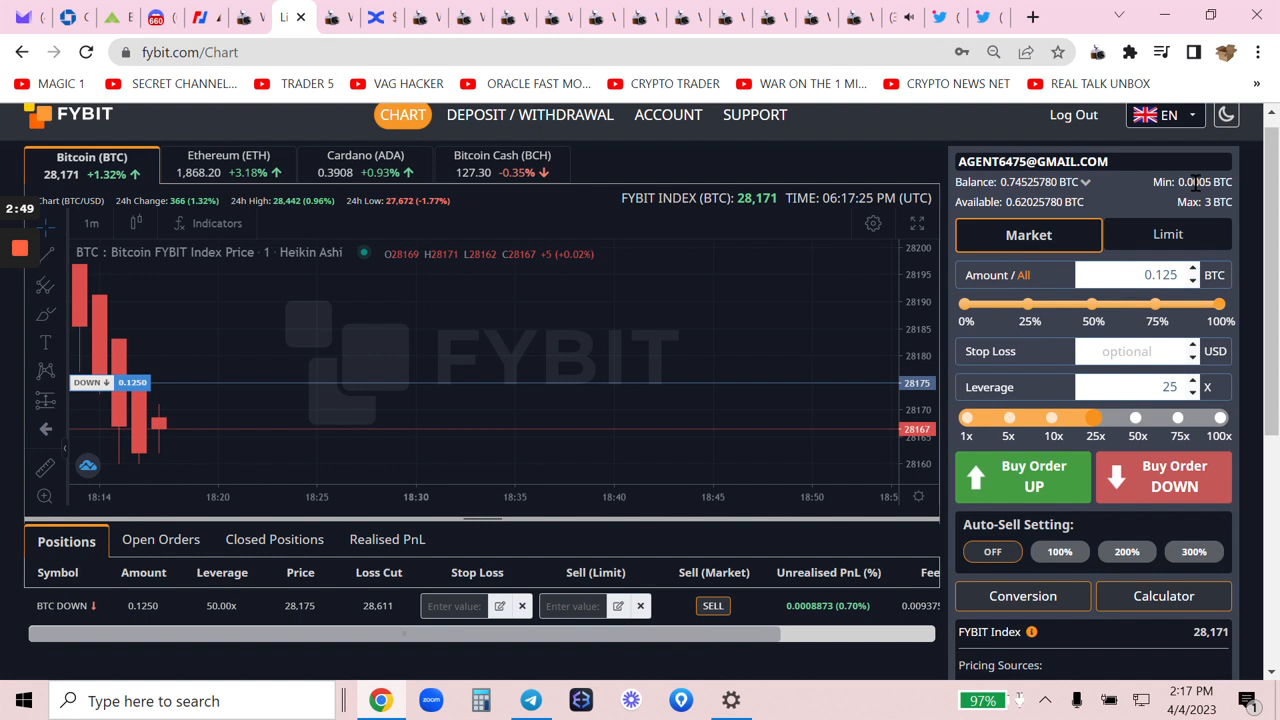 660
Li
fybit.com/Chart
MAGIC 1
SECRET CHANNEL...
TRADER 5
VAG HACKER
ORACLE FAST MO...
CRYPTO TRADER
WAR ON THE 1 MI...
CRYPTO NEWS NET
REAL TALK UNBOX
»
FYBIT
CHART
DEPOSIT / WITHDRAWAL
ACCOUNT
SUPPORT
Log Out
EN
Bitcoin (BTC)
28,171 +1.32%
Ethereum (ETH)
1,868.20 +3.18%
Cardano (ADA)
0.3908 +0.93%
Bitcoin Cash (BCH)
127.30 -0.35%
AGENT6475@GMAIL.COM
Balance: 0.74525780 BTC
Min: 0.0005 BTC
Available: 0.62025780 BTC
Max: 3 BTC
2:49
Chart (BTC/USD) 24h Change: 366 (1.32%) 24h High: 28,442 (0.96%) 24h Low: 27,672 (-1.77%)
FYBIT INDEX (BTC): 28,171 TIME: 06:17:25 PM (UTC)
1m
Indicators
BTC : Bitcoin FYBIT Index Price · 1 · Heikin Ashi
O28169 H28171 L28162 C28167 +5 (+0.02%)
28200
28195
28190
28185
28180
28175
28170
28167
28165
28160
FYBIT
DOWN ↓ 0.1250
18:14
18:20
18:25
18:30
18:35
18:40
18:45
18:50
18:5
Market
Limit
Amount / All
0.125
BTC
0%
25%
50%
75%
100%
Stop Loss
optional
USD
Leverage
25
X
1x
5x
10x
25x
50x
75x
100x
Buy Order
UP
Buy Order
DOWN
Auto-Sell Setting:
OFF
100%
200%
300%
Conversion
Calculator
FYBIT Index
28,171
Pricing Sources:
Positions
Open Orders
Closed Positions
Realised PnL
Symbol
Amount
Leverage
Price
Loss Cut
Stop Loss
Sell (Limit)
Sell (Market)
Unrealised PnL (%)
Fee
BTC DOWN
0.1250
50.00x
28,175
28,611
Enter value:
Enter value:
SELL
0.0008873 (0.70%)
0.009375
Type here to search
zoom
97%
2:17 PM
4/4/2023
1